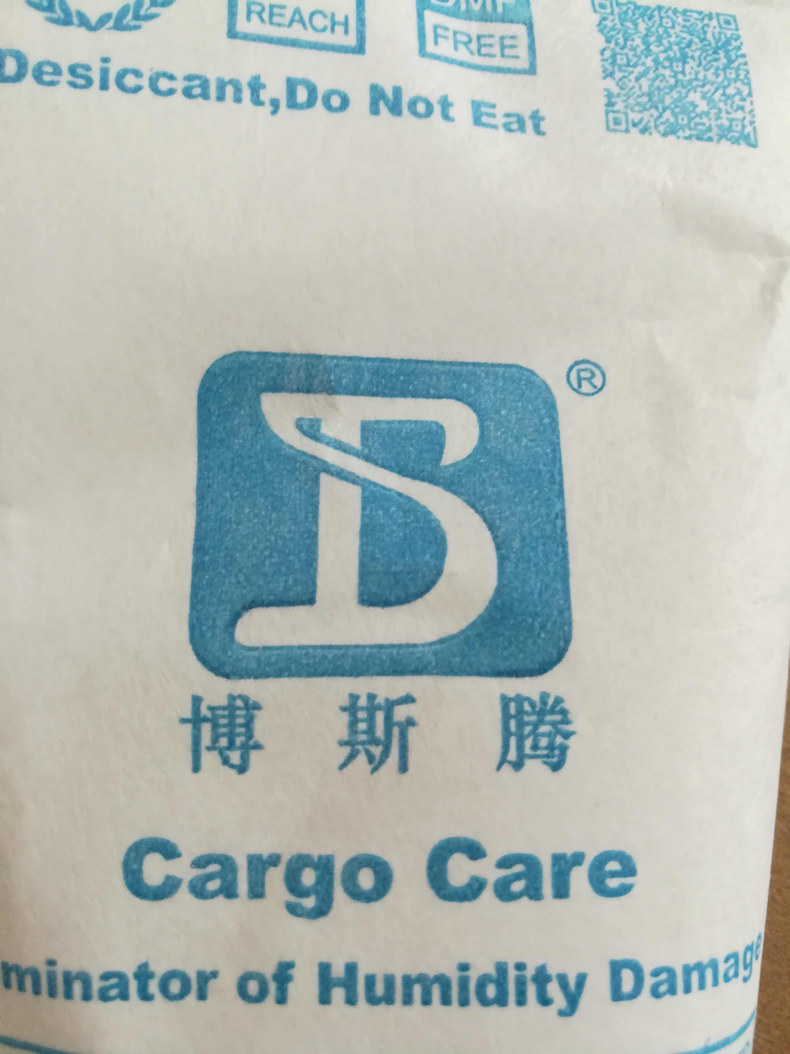 REACH
FREE
Desiccant,Do Not Eat
®
博斯腾
Cargo Care
minator of Humidity Damage